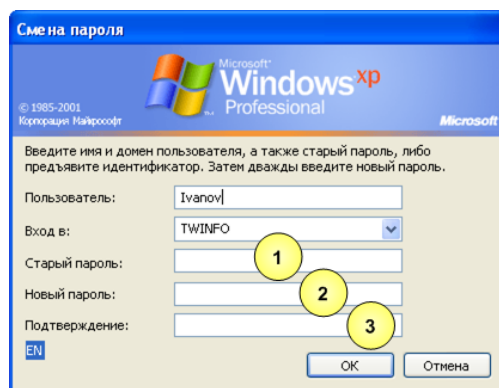 Смена пароля
Microsoft®
Windows xp
Professional
© 1985-2001
Корпорация Майкрософт
Microsoft
Введите имя и домен пользователя, а также старый пароль, либо
предъявите идентификатор. Затем дважды введите новый пароль.
Пользователь: Ivanov
Вход в: TWINFO
Старый пароль: 1
Новый пароль: 2
Подтверждение: 3
EN
OK Отмена